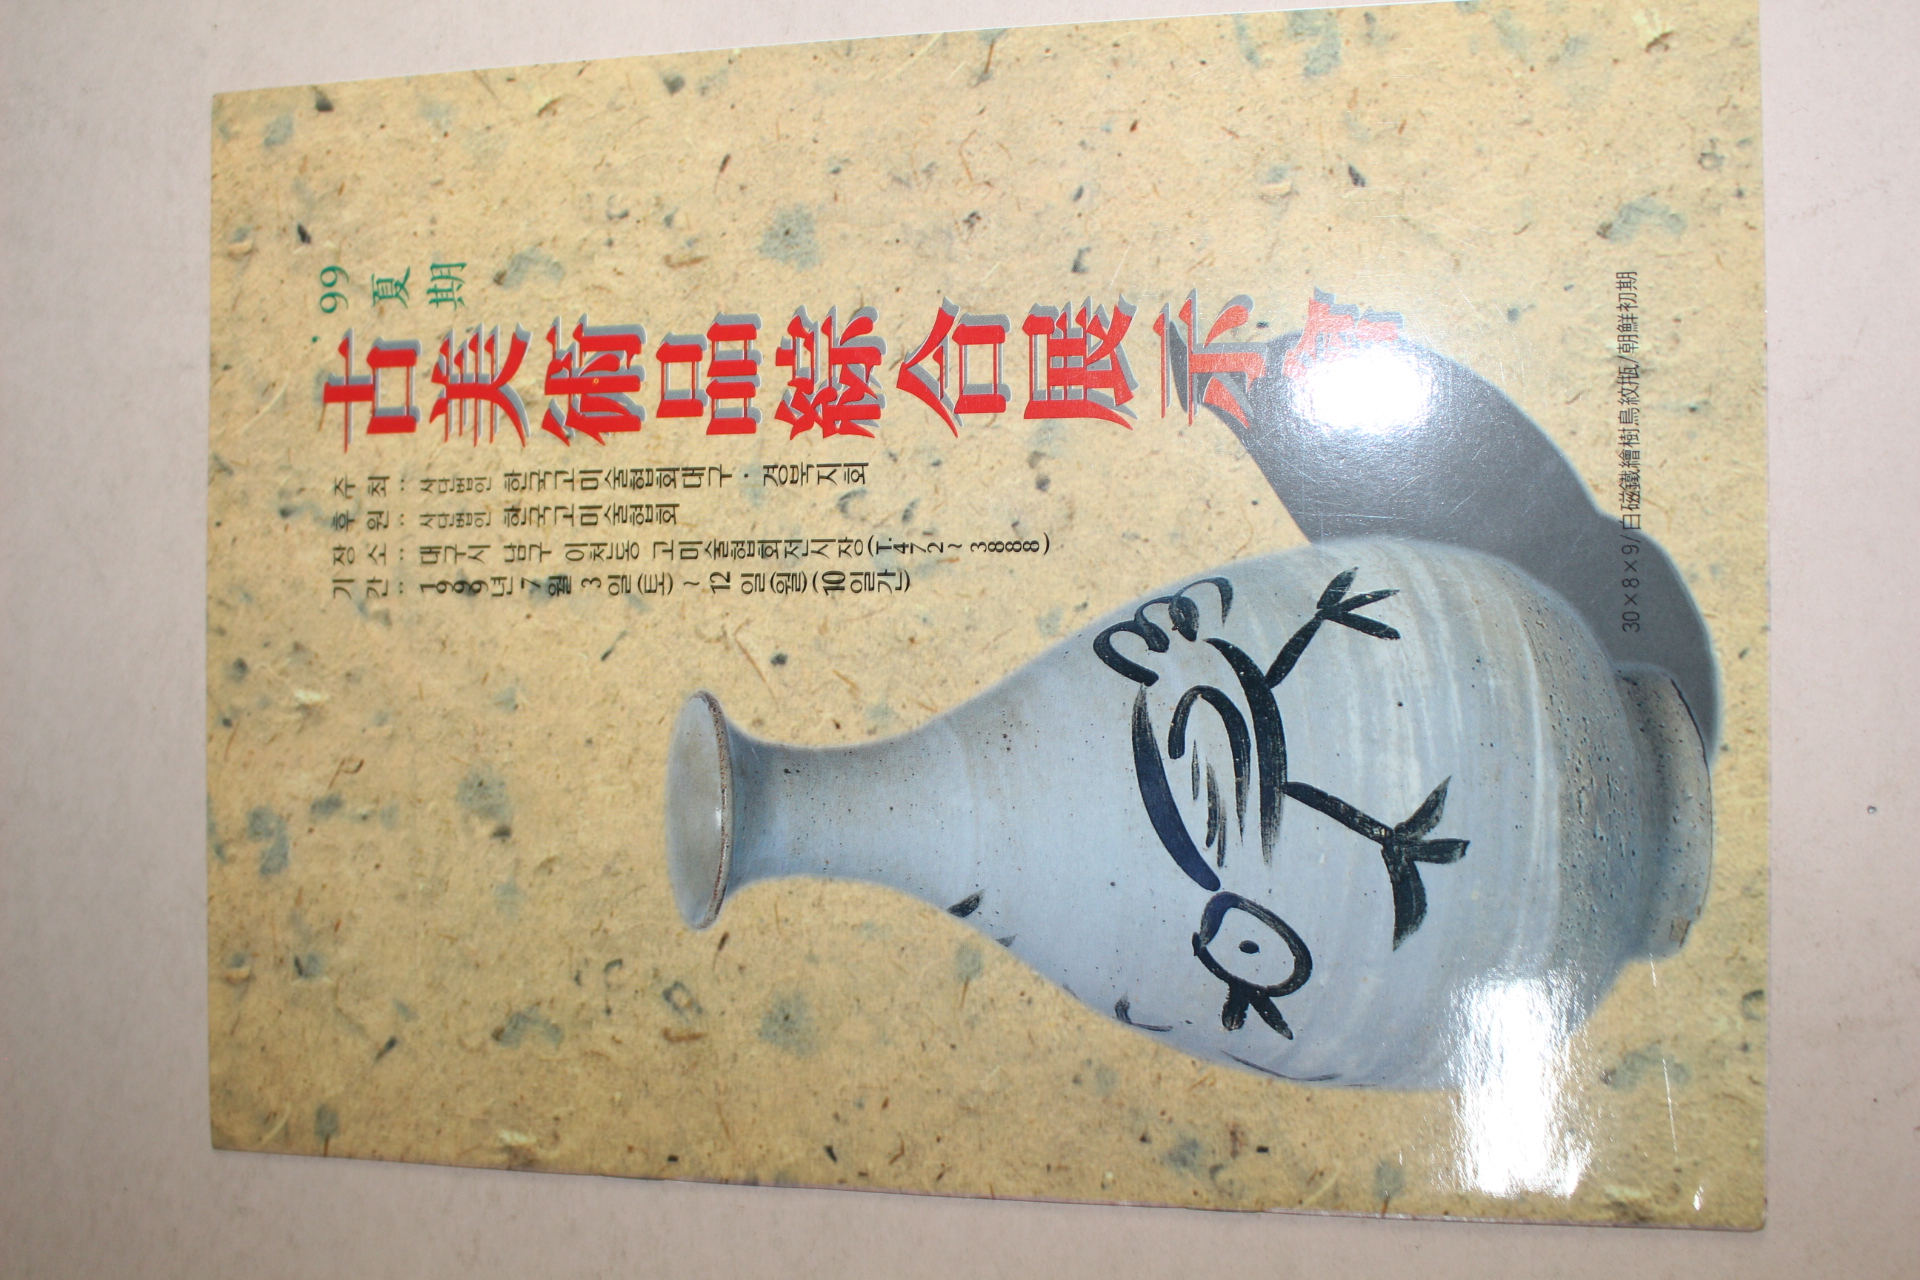 '99
夏
期
古美術品綜合展示會
주 최 : 사단법인 한국고미술협회대구·경북지회
후 원 : 사단법인 한국고미술협회
장 소 : 대구시 남구 이천동 고미술협회전시장(T.472~3888)
기 간 : 1999년 7월 3일(토) ~ 12일(월)(10일간)
30×8×9/白磁鐵繪樹鳥紋瓶/朝鮮初期